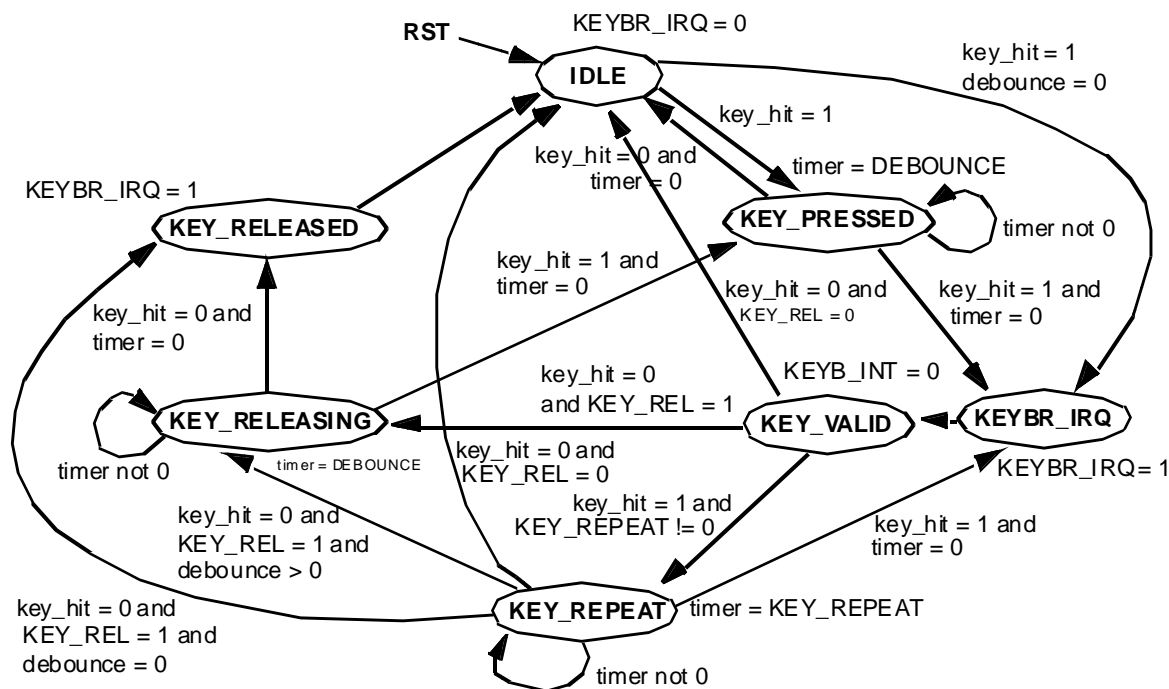 KEYBR_IRQ = 0
RST
IDLE
key_hit = 1
debounce = 0
key_hit = 1
key_hit = 0 and
timer = 0
timer = DEBOUNCE
KEYBR_IRQ = 1
KEY_RELEASED
KEY_PRESSED
timer not 0
key_hit = 1 and
timer = 0
key_hit = 0 and
KEY_REL = 0
key_hit = 1 and
timer = 0
key_hit = 0 and
timer = 0
key_hit = 0
and KEY_REL = 1
KEYB_INT = 0
KEY_RELEASING
KEY_VALID
KEYBR_IRQ
timer not 0
timer = DEBOUNCE
key_hit = 0 and
KEY_REL = 0
KEYBR_IRQ = 1
key_hit = 0 and
KEY_REL = 1 and
debounce > 0
key_hit = 1 and
KEY_REPEAT != 0
key_hit = 1 and
timer = 0
key_hit = 0 and
KEY_REL = 1 and
debounce = 0
KEY_REPEAT
timer = KEY_REPEAT
timer not 0